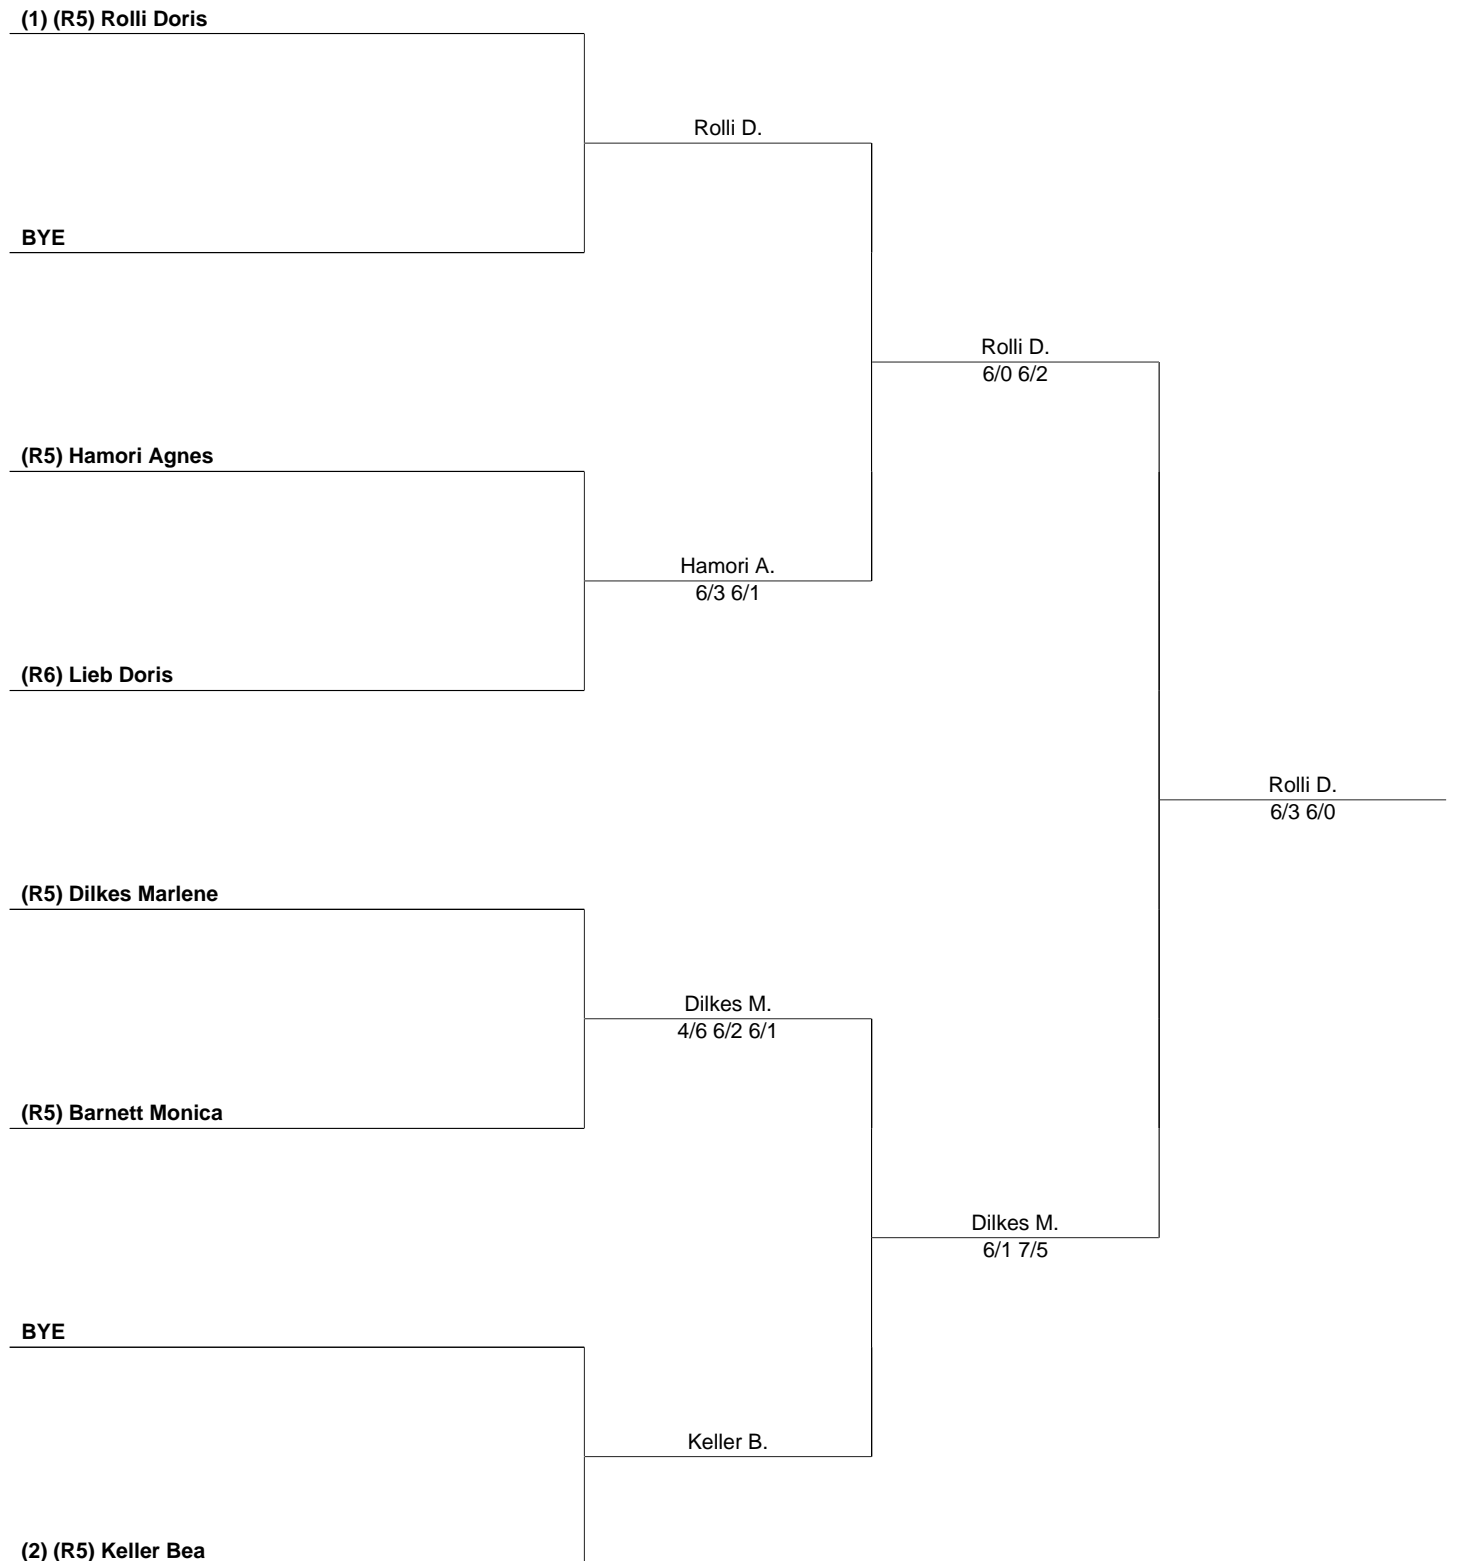 (1) (R5) Rolli Doris
Rolli D.
BYE
Rolli D.
6/0 6/2
(R5) Hamori Agnes
Hamori A.
6/3 6/1
(R6) Lieb Doris
Rolli D.
6/3 6/0
(R5) Dilkes Marlene
Dilkes M.
4/6 6/2 6/1
(R5) Barnett Monica
Dilkes M.
6/1 7/5
BYE
Keller B.
(2) (R5) Keller Bea